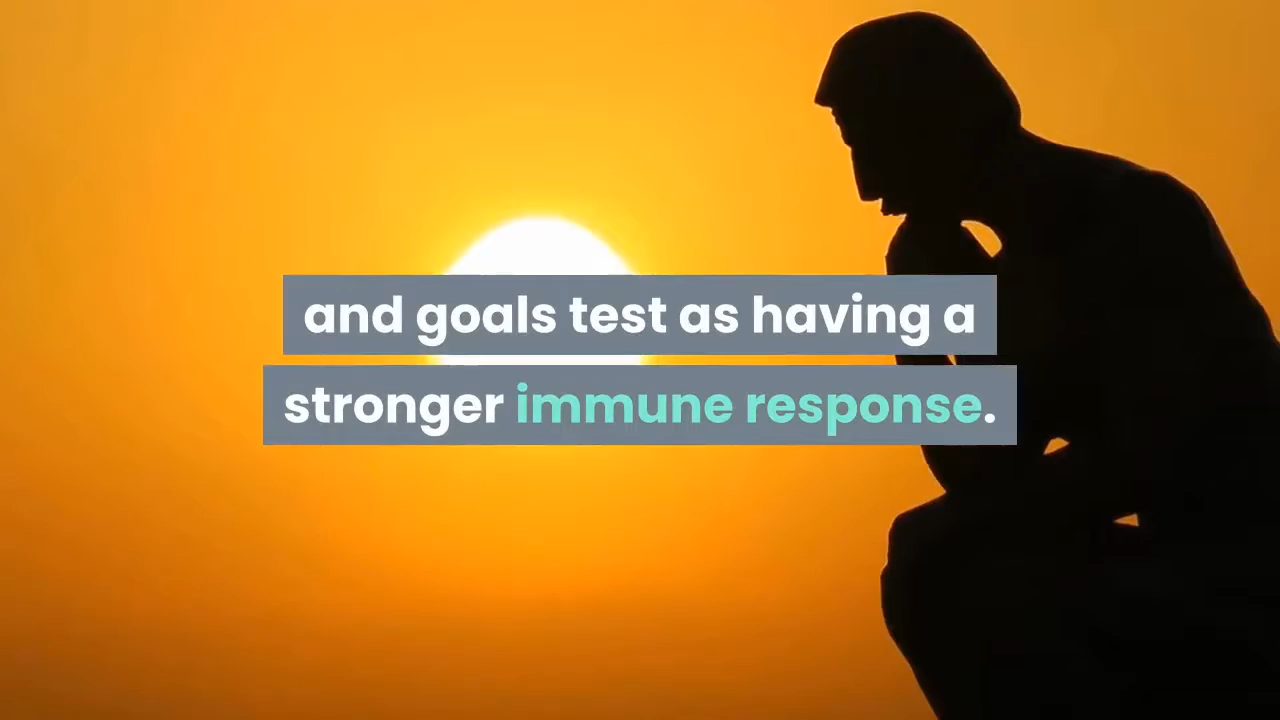 and goals test as having a
stronger immune response.